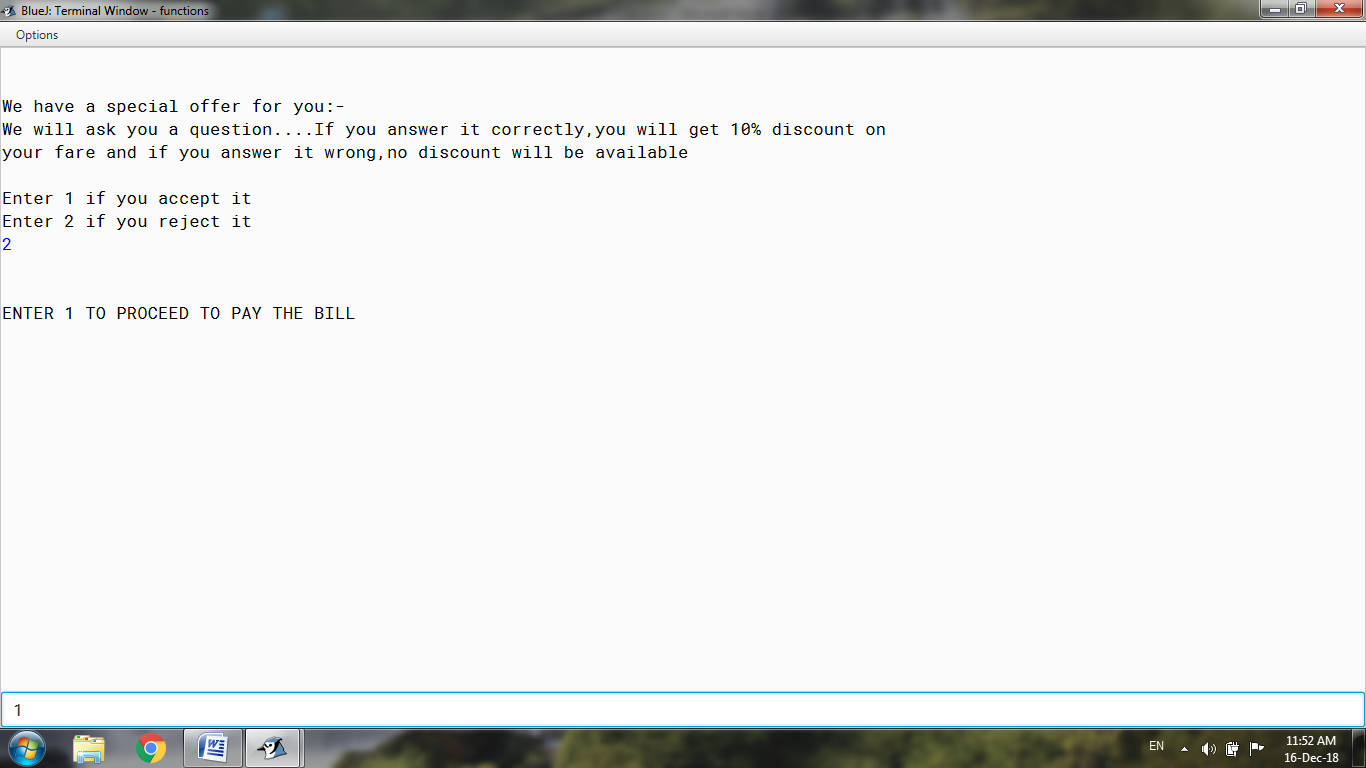 BlueJ: Terminal Window - functions
Options
We have a special offer for you:-
We will ask you a question....If you answer it correctly,you will get 10% discount on
your fare and if you answer it wrong,no discount will be available
Enter 1 if you accept it
Enter 2 if you reject it
2
ENTER 1 TO PROCEED TO PAY THE BILL
1
EN
11:52 AM
16-Dec-18